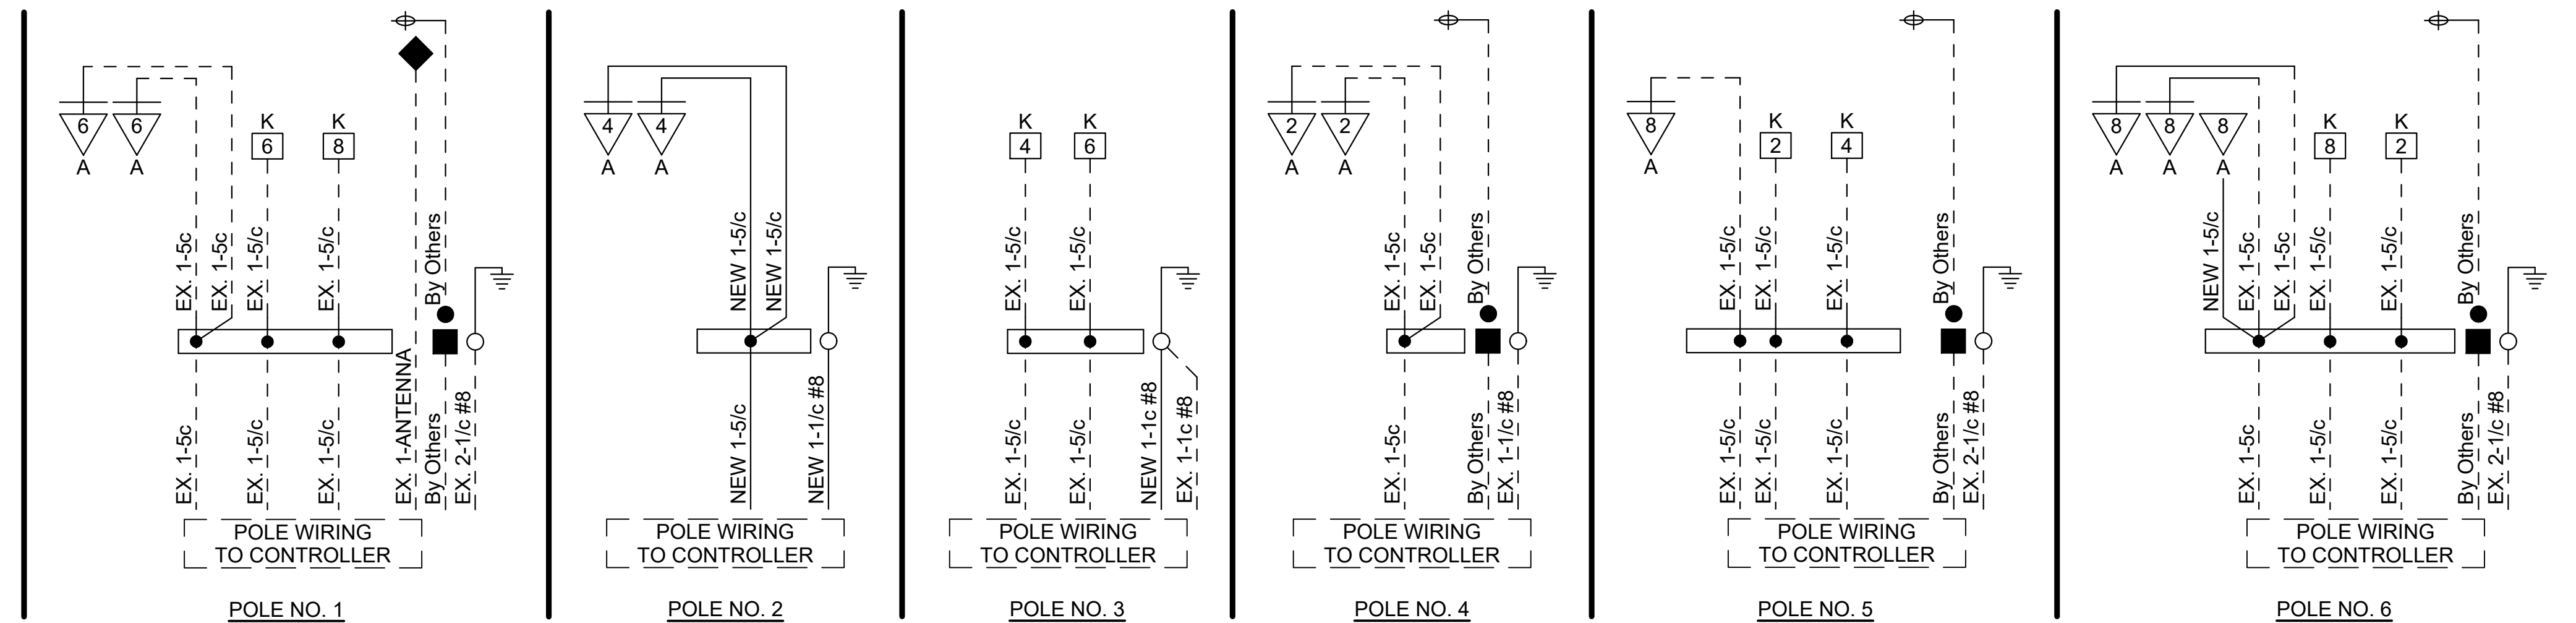 6 6
A A
K K
6 8
EX. 1-5c
EX. 1-5c
EX. 1-5/c
EX. 1-5/c
By Others
EX. 1-5c
EX. 1-5/c
EX. 1-5/c
EX. 1-ANTENNA
By Others
EX. 2-1/c #8
POLE WIRING
TO CONTROLLER
POLE NO. 1
4 4
A A
NEW 1-5/c
NEW 1-5/c
NEW 1-5/c
NEW 1-1/c #8
POLE WIRING
TO CONTROLLER
POLE NO. 2
K K
4 6
EX. 1-5/c
EX. 1-5/c
EX. 1-5/c
EX. 1-5/c
NEW 1-1c #8
EX. 1-1c #8
POLE WIRING
TO CONTROLLER
POLE NO. 3
2 2
A A
EX. 1-5c
EX. 1-5c
By Others
EX. 1-5c
By Others
EX. 1-1/c #8
POLE WIRING
TO CONTROLLER
POLE NO. 4
8
A
K K
2 4
EX. 1-5/c
EX. 1-5/c
EX. 1-5/c
By Others
EX. 1-5/c
EX. 1-5/c
EX. 1-5/c
By Others
EX. 2-1/c #8
POLE WIRING
TO CONTROLLER
POLE NO. 5
8 8 8
A A A
K K
8 2
NEW 1-5/c
EX. 1-5c
EX. 1-5/c
EX. 1-5/c
EX. 1-5/c
By Others
EX. 1-5c
EX. 1-5/c
EX. 1-5/c
By Others
EX. 2-1/c #8
POLE WIRING
TO CONTROLLER
POLE NO. 6